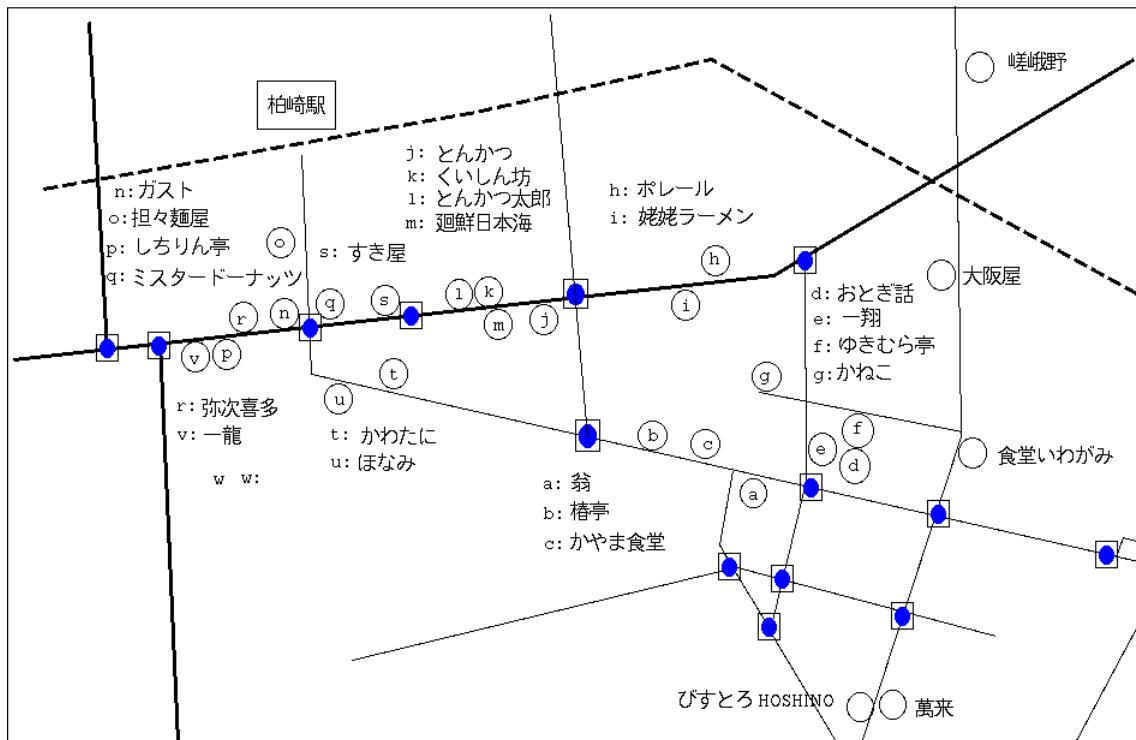 嵯峨野
柏崎駅
j: とんかつ
k: くいしん坊
l: とんかつ太郎
m: 廻鮮日本海
n: ガスト
o: 担々麺屋
p: しちりん亭
q: ミスタードーナッツ
h: ポレール
i: 姥姥ラーメン
s: すき屋
o
h
大阪屋
l
k
i
r
n
q
s
m
j
d: おとぎ話
e: 一翔
f: ゆきむら亭
g: かねこ
v
p
t
g
u
r: 弥次喜多
v: 一龍
t: かわたに
u: ほなみ
b
c
f
e
d
食堂いわがみ
w w:
a: 翁
b: 椿亭
c: かやま食堂
a
びすとろ HOSHINO
萬来